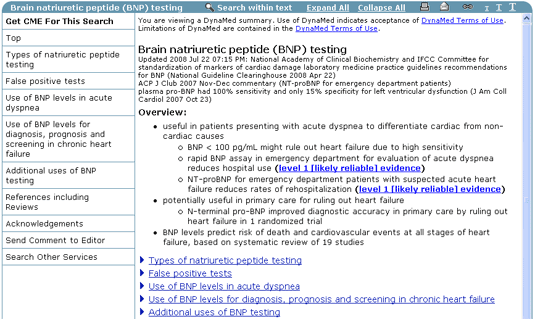 Brain natriuretic peptide (BNP) testing
Search within text
Expand All
Collapse All
T T T
Get CME For This Search
Top
Types of natriuretic peptide
testing
False positive tests
Use of BNP levels in acute
dyspnea
Use of BNP levels for
diagnosis, prognosis and
screening in chronic heart
failure
Additional uses of BNP
testing
References including
Reviews
Acknowledgements
Send Comment to Editor
Search Other Services
You are viewing a DynaMed summary. Use of DynaMed indicates acceptance of DynaMed Terms of Use.
Limitations of DynaMed are contained in the DynaMed Terms of Use.
Brain natriuretic peptide (BNP) testing
Updated 2008 Jul 22 07:15 PM: National Academy of Clinical Biochemistry and IFCC Committee for
standardization of markers of cardiac damage laboratory medicine practice guidelines recommendations
for BNP (National Guideline Clearinghouse 2008 Apr 22)
ACP J Club 2007 Nov-Dec commentary (NT-proBNP for emergency department patients)
plasma pro-BNP had 100% sensitivity and only 15% specificity for left ventricular dysfunction (J Am Coll
Cardiol 2007 Oct 23)
Overview:
• useful in patients presenting with acute dyspnea to differentiate cardiac from non-
cardiac causes
○ BNP < 100 pg/mL might rule out heart failure due to high sensitivity
○ rapid BNP assay in emergency department for evaluation of acute dyspnea
reduces hospital use (level 1 [likely reliable] evidence)
○ NT-proBNP for emergency department patients with suspected acute heart
failure reduces rates of rehospitalization (level 1 [likely reliable] evidence)
• potentially useful in primary care for ruling out heart failure
○ N-terminal pro-BNP improved diagnostic accuracy in primary care by ruling out
heart failure in 1 randomized trial
• BNP levels predict risk of death and cardiovascular events at all stages of heart
failure, based on systematic review of 19 studies
Types of natriuretic peptide testing
False positive tests
Use of BNP levels in acute dyspnea
Use of BNP levels for diagnosis, prognosis and screening in chronic heart failure
Additional uses of BNP testing